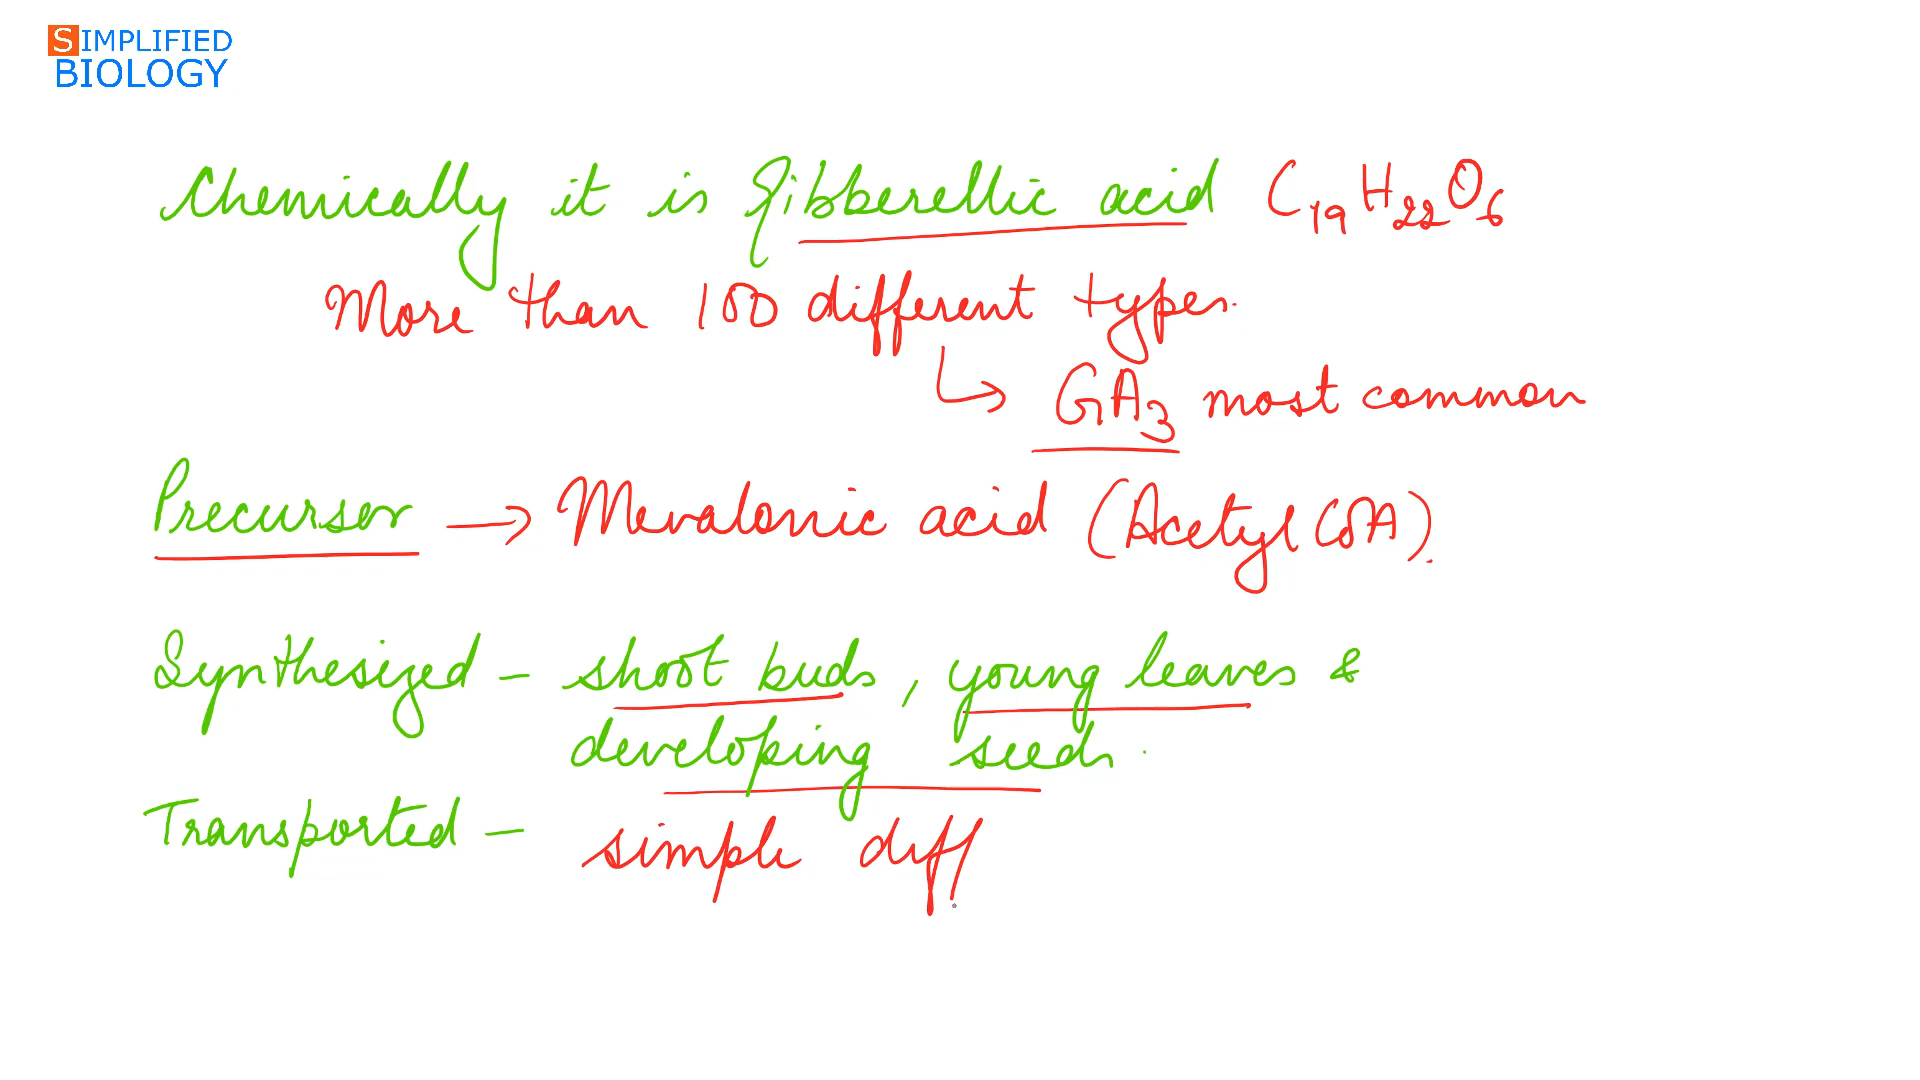 SIMPLIFIED
BIOLOGY
Chemically it is Gibberellic acid C19H22O6
More than 100 different types.
→ GA3 most common
Precursor → Mevalonic acid (Acetyl CoA).
Synthesized - shoot buds, young leaves &
developing seeds.
Transported - simple diff